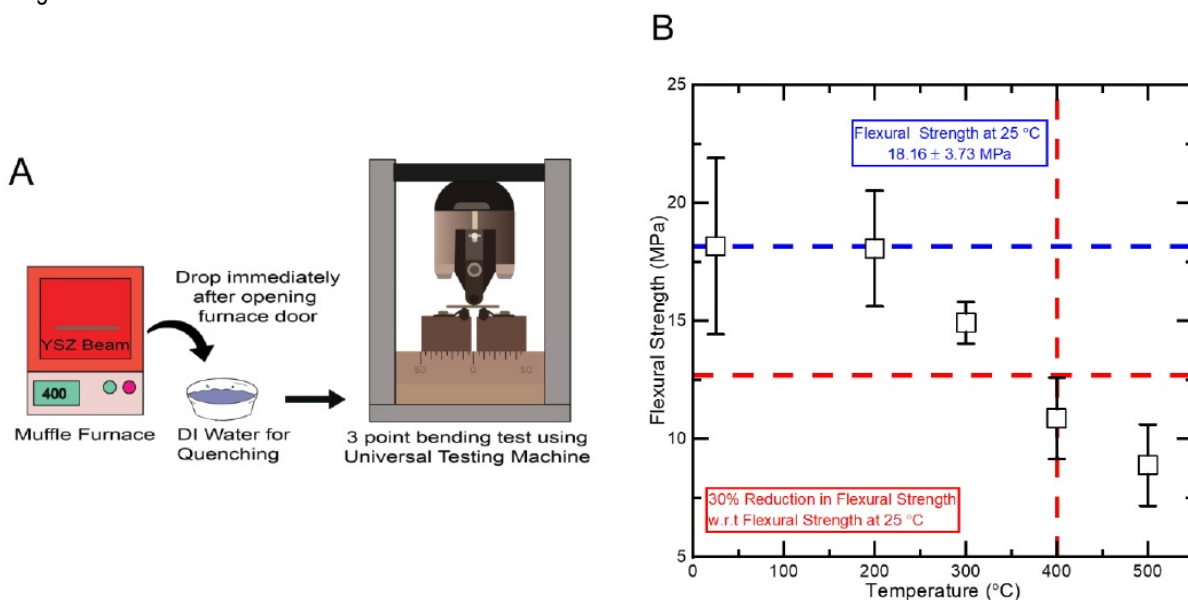 A
YSZ Beam
400
Muffle Furnace
Drop immediately
after opening
furnace door
DI Water for
Quenching
50 0 50
3 point bending test using
Universal Testing Machine
B
Flexural Strength (MPa)
25
20
15
10
5
Flexural Strength at 25 °C
18.16 ± 3.73 MPa
30% Reduction in Flexural Strength
w.r.t Flexural Strength at 25 °C
0 100 200 300 400 500
Temperature (°C)